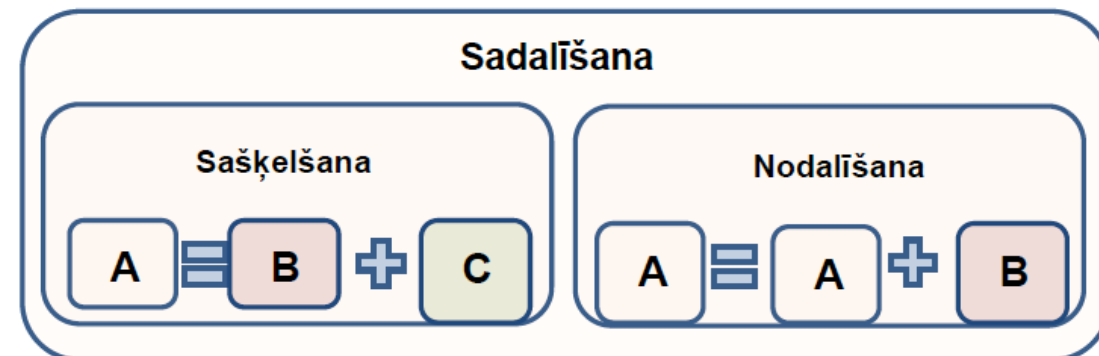 Sadalīšana
Sašķelšana
A = B + C
Nodalīšana
A = A + B